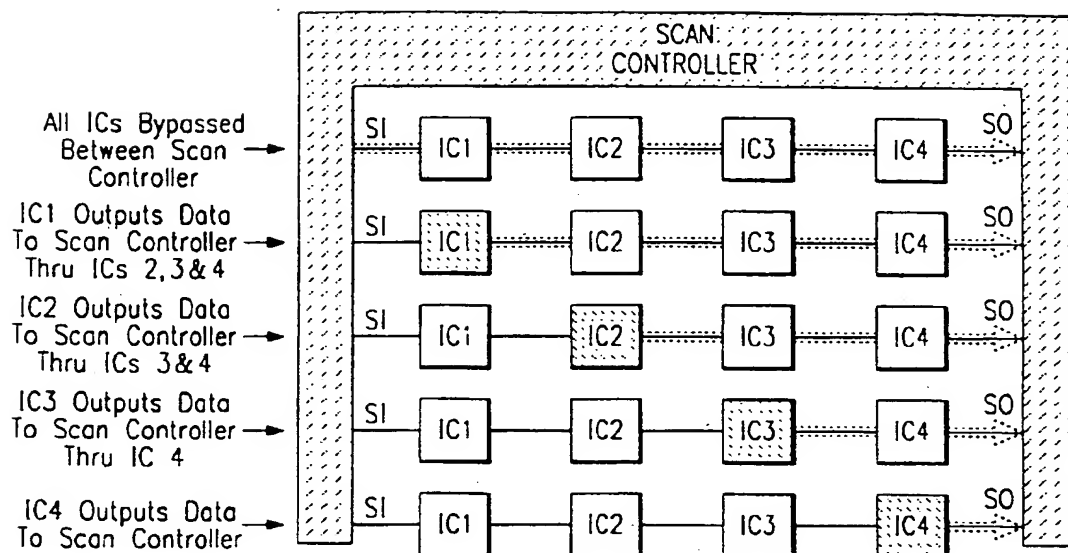 SCAN
CONTROLLER
All ICs Bypassed
Between Scan
Controller
SI IC1 IC2 IC3 IC4 SO
IC1 Outputs Data
To Scan Controller
Thru ICs 2,3&4
SI IC1 IC2 IC3 IC4 SO
IC2 Outputs Data
To Scan Controller
Thru ICs 3&4
SI IC1 IC2 IC3 IC4 SO
IC3 Outputs Data
To Scan Controller
Thru IC 4
SI IC1 IC2 IC3 IC4 SO
IC4 Outputs Data
To Scan Controller
SI IC1 IC2 IC3 IC4 SO